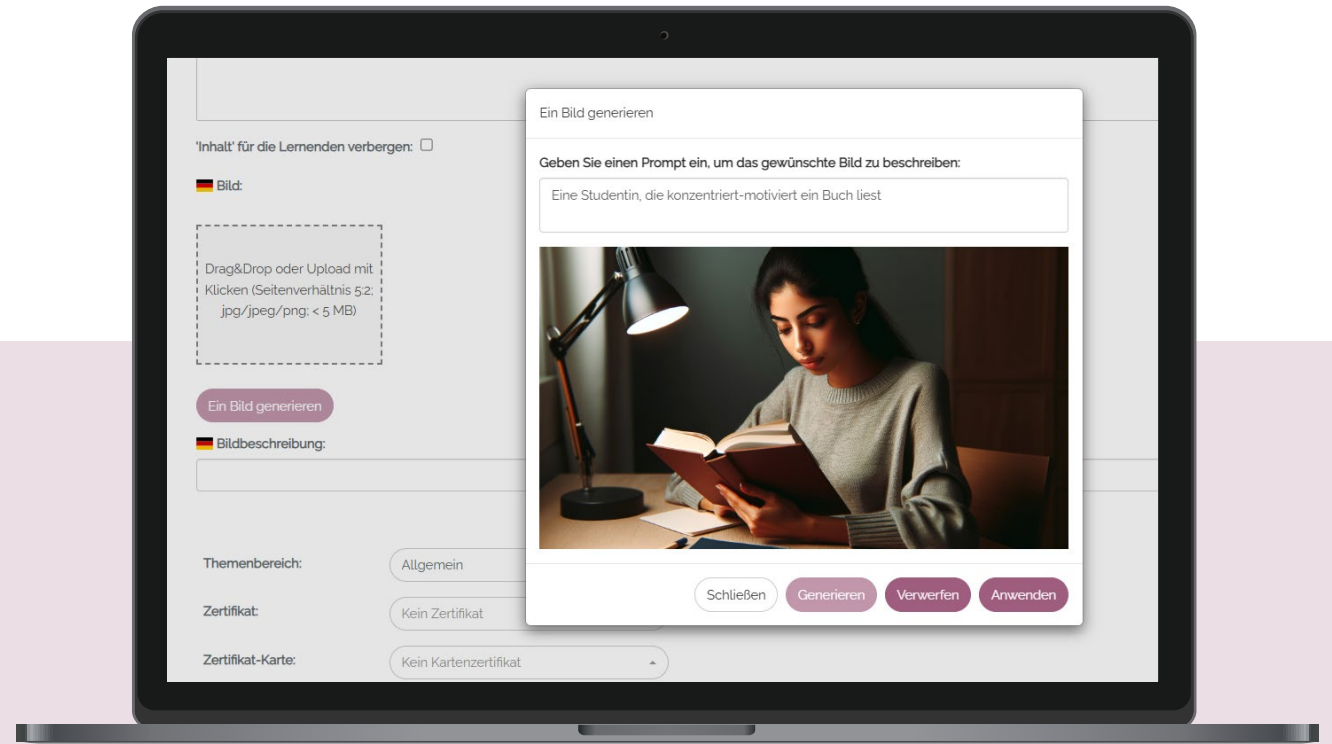 'Inhalt' für die Lernenden verbergen:
Bild:
Drag&Drop oder Upload mit
Klicken (Seitenverhältnis 5:2;
jpg/jpeg/png; < 5 MB)
Ein Bild generieren
Bildbeschreibung:
Themenbereich:
Allgemein
Zertifikat:
Kein Zertifikat
Zertifikat-Karte:
Kein Kartenzertifikat
Ein Bild generieren
Geben Sie einen Prompt ein, um das gewünschte Bild zu beschreiben:
Eine Studentin, die konzentriert-motiviert ein Buch liest
Schließen
Generieren
Verwerfen
Anwenden